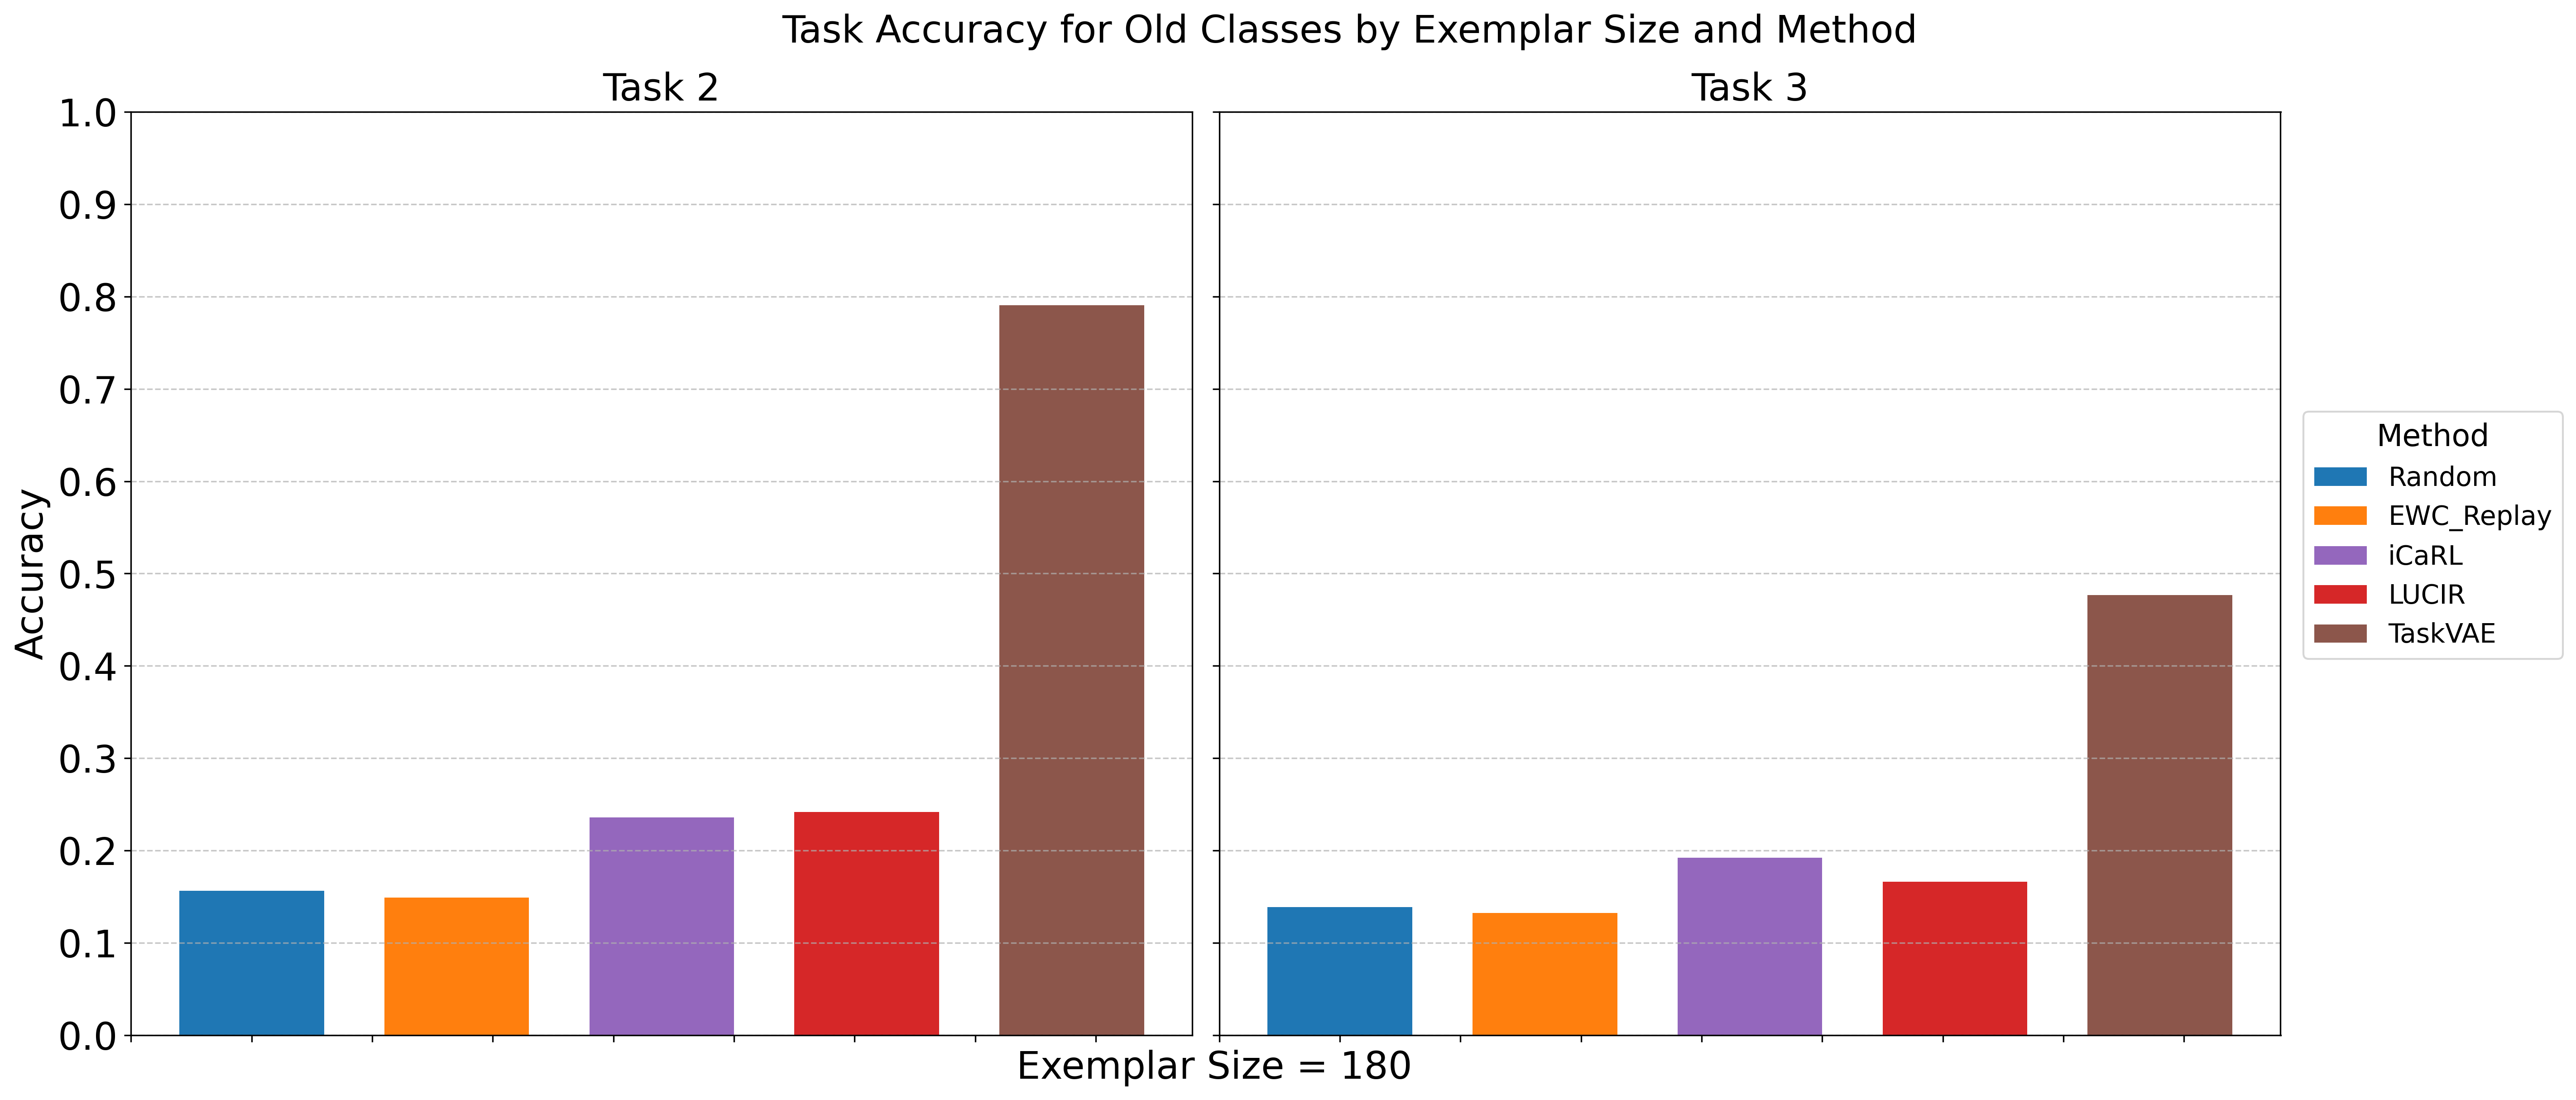 Task Accuracy for Old Classes by Exemplar Size and Method
Task 2
Task 3
1.0
0.9
0.8
0.7
0.6
0.5
0.4
0.3
0.2
0.1
0.0
Accuracy
Exemplar Size = 180
Method
Random
EWC_Replay
iCaRL
LUCIR
TaskVAE